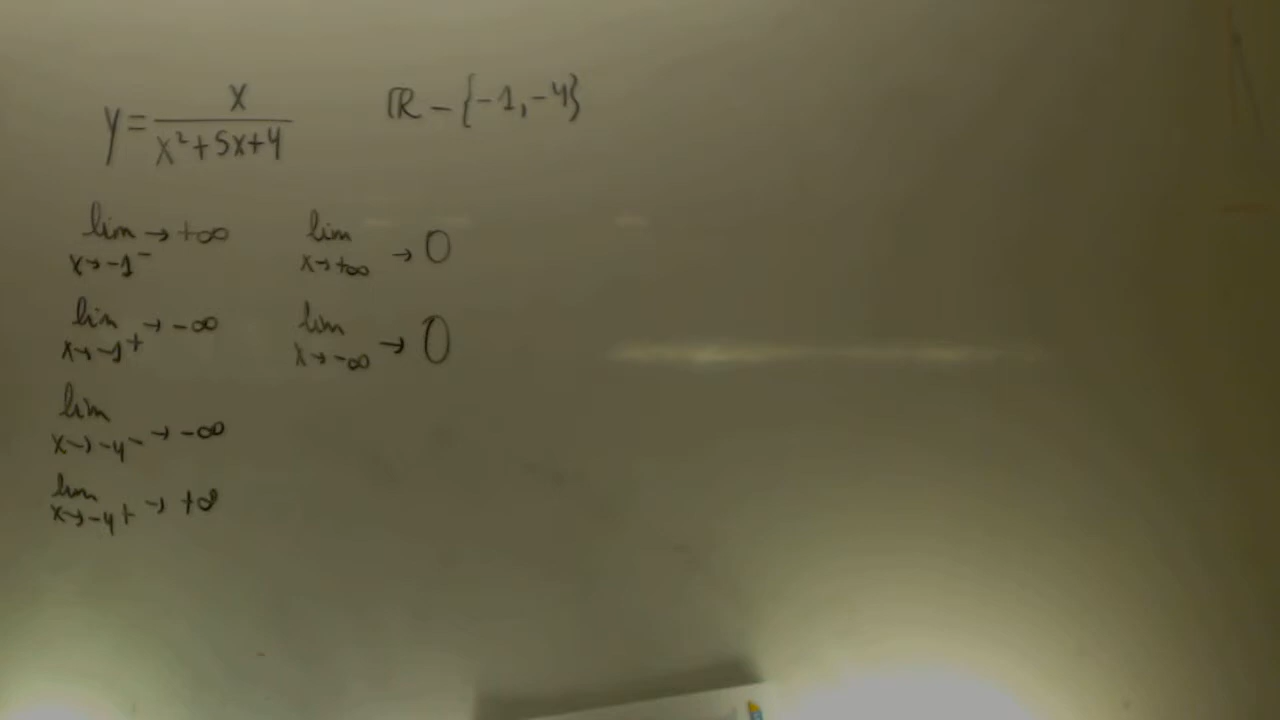 y = x / (x² + 5x + 4)    ℝ - {-1, -4}
lim x→-1⁻ → +∞    lim x→+∞ → 0
lim x→-1⁺ → -∞    lim x→-∞ → 0
lim x→-4⁻ → -∞
lim x→-4⁺ → +∞